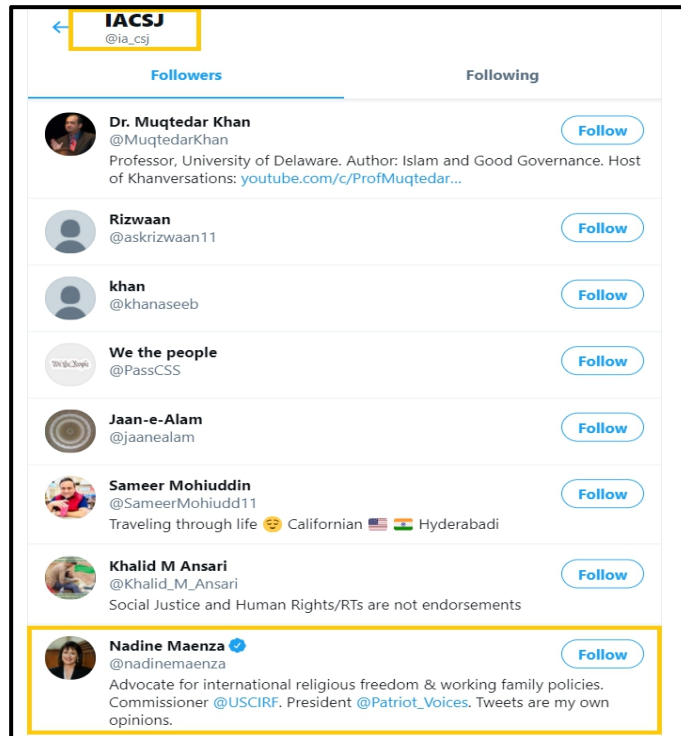 IACSJ
@ia_csj
Followers Following
Dr. Muqtedar Khan
@MuqtedarKhan
Follow
Professor, University of Delaware. Author: Islam and Good Governance. Host
of Khanversations: youtube.com/c/ProfMuqtedar...
Rizwaan
@askrizwaan11
Follow
khan
@khanaseeb
Follow
We the People
We the people
@PassCSS
Follow
Jaan-e-Alam
@jaanealam
Follow
Sameer Mohiuddin
@SameerMohiudd11
Follow
Traveling through life 😌 Californian 🇺🇸 🇮🇳 Hyderabadi
Khalid M Ansari
@Khalid_M_Ansari
Follow
Social Justice and Human Rights/RTs are not endorsements
Nadine Maenza
@nadinemaenza
Follow
Advocate for international religious freedom & working family policies.
Commissioner @USCIRF. President @Patriot_Voices. Tweets are my own
opinions.